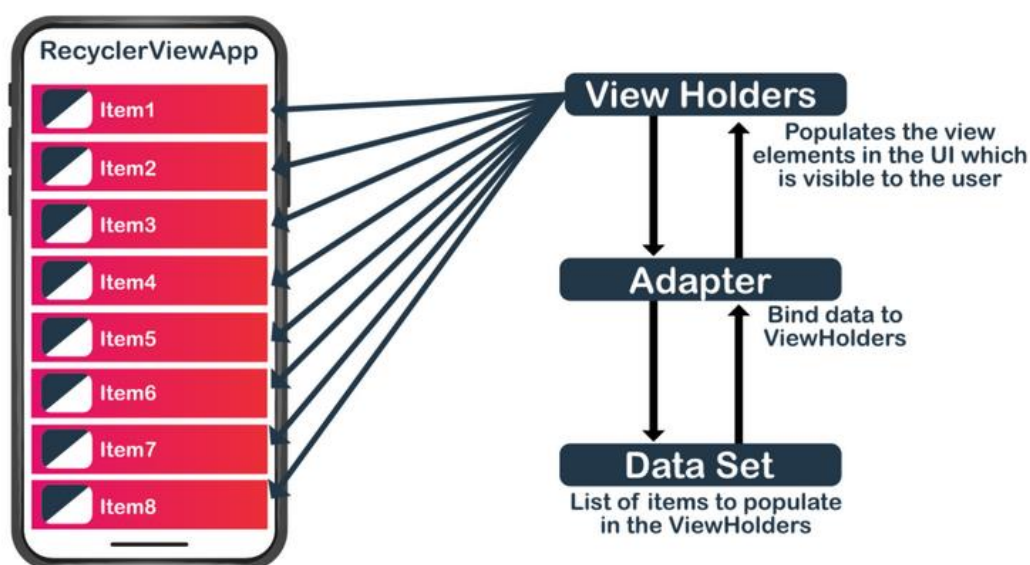 RecyclerViewApp
Item1
Item2
Item3
Item4
Item5
Item6
Item7
Item8
View Holders
Populates the view
elements in the UI which
is visible to the user
Adapter
Bind data to
ViewHolders
Data Set
List of items to populate
in the ViewHolders